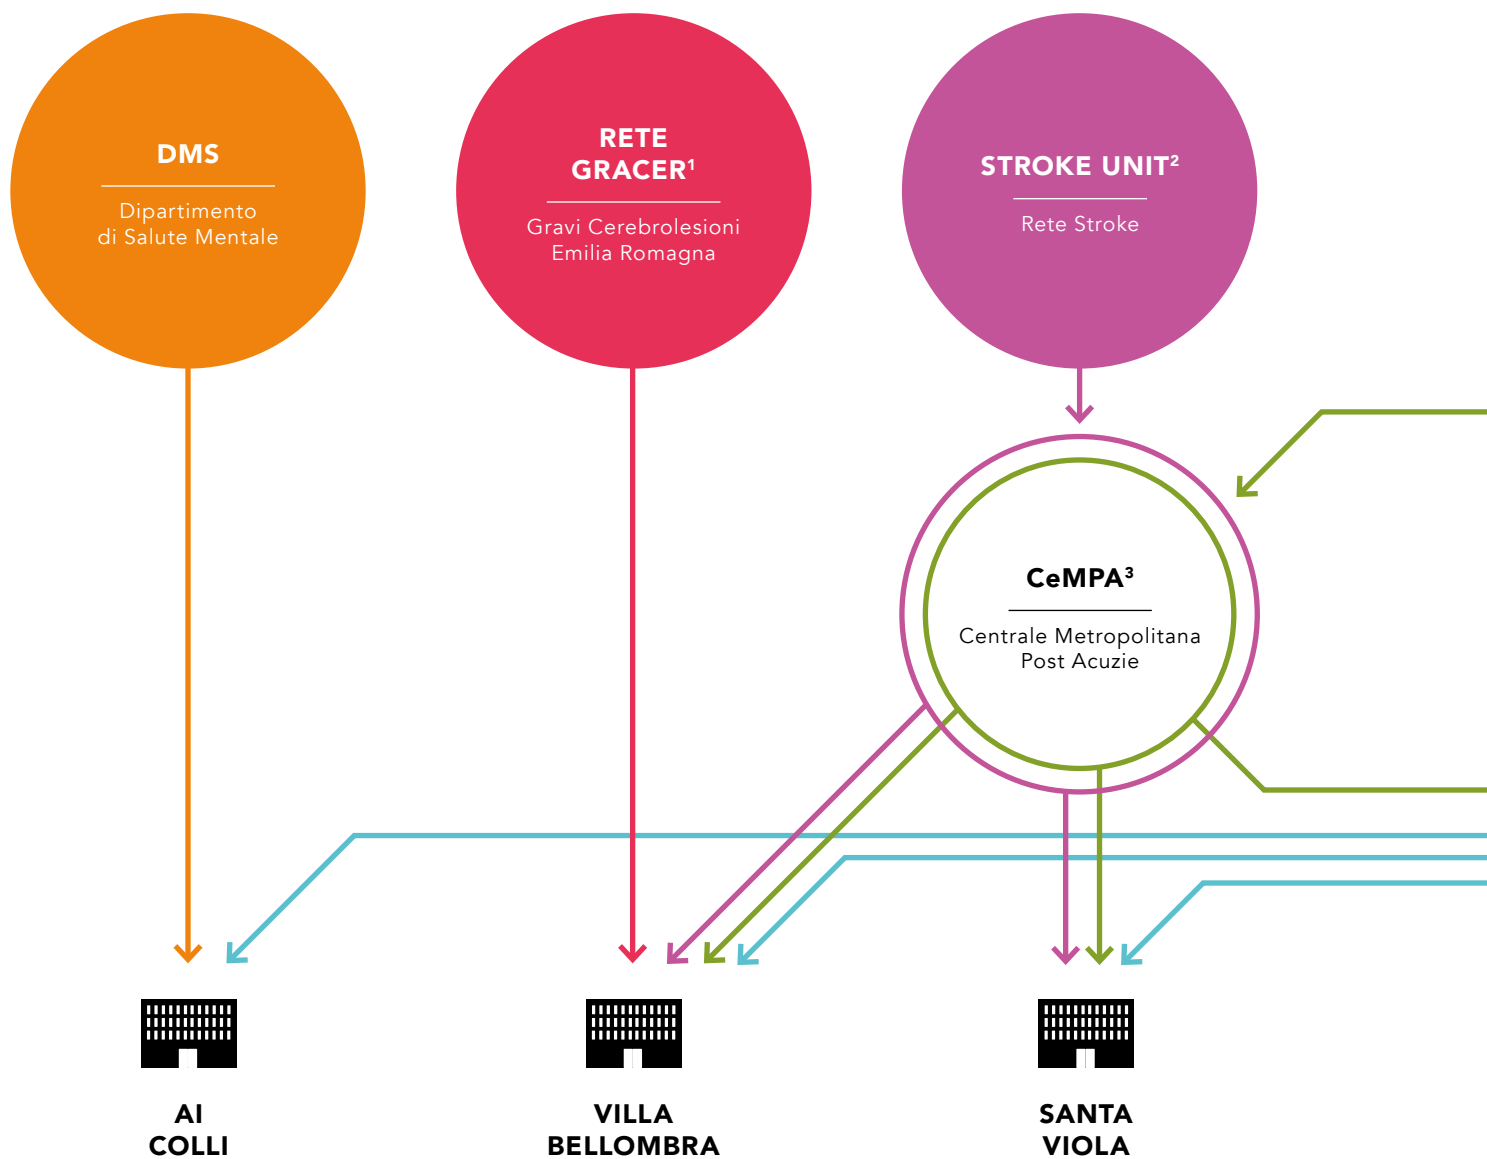 DMS
Dipartimento
di Salute Mentale
RETE
GRACER¹
Gravi Cerebrolesioni
Emilia Romagna
STROKE UNIT²
Rete Stroke
CeMPA³
Centrale Metropolitana
Post Acuzie
AI
COLLI
VILLA
BELLOMBRA
SANTA
VIOLA